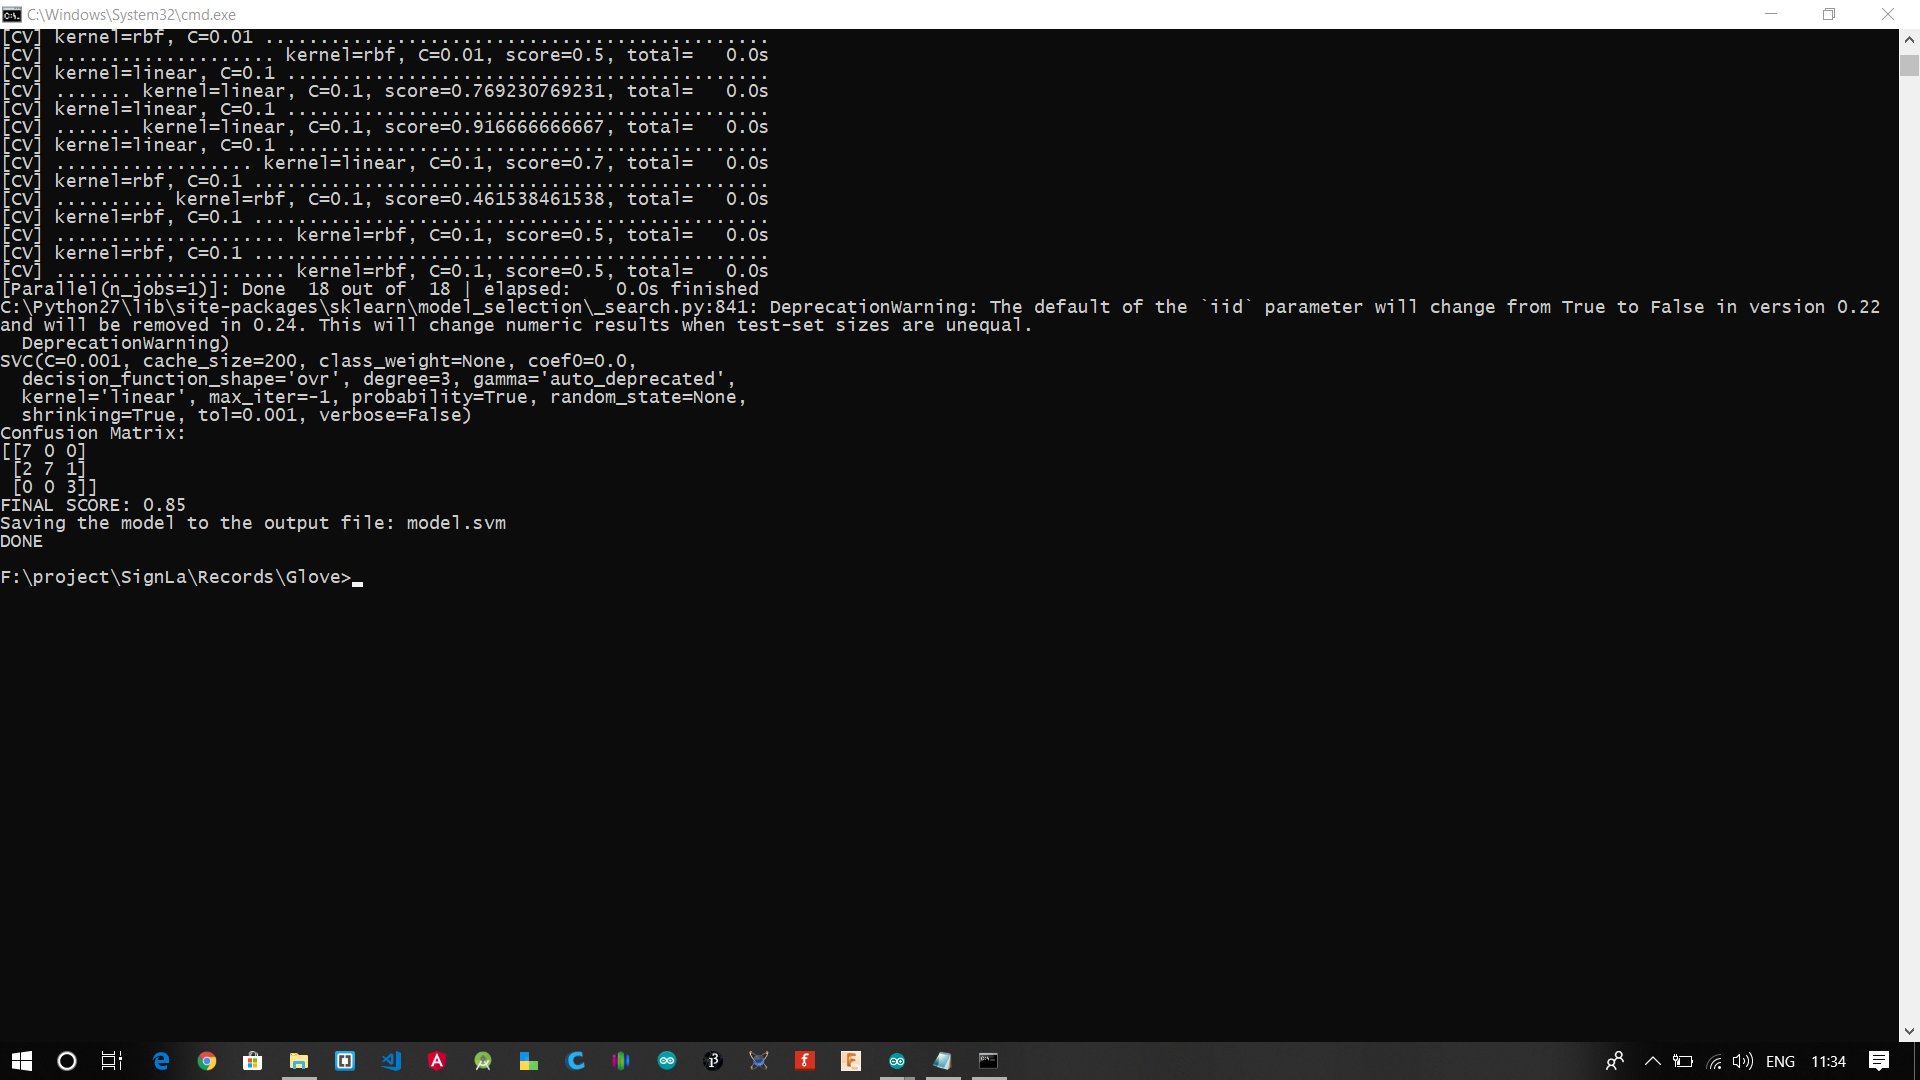 C:\Windows\System32\cmd.exe
[CV] kernel=rbf, C=0.01 ..............................................
[CV] .................... kernel=rbf, C=0.01, score=0.5, total=   0.0s
[CV] kernel=linear, C=0.1 ............................................
[CV] ....... kernel=linear, C=0.1, score=0.769230769231, total=   0.0s
[CV] kernel=linear, C=0.1 ............................................
[CV] ....... kernel=linear, C=0.1, score=0.916666666667, total=   0.0s
[CV] kernel=linear, C=0.1 ............................................
[CV] .................. kernel=linear, C=0.1, score=0.7, total=   0.0s
[CV] kernel=rbf, C=0.1 ...............................................
[CV] .......... kernel=rbf, C=0.1, score=0.461538461538, total=   0.0s
[CV] kernel=rbf, C=0.1 ...............................................
[CV] ..................... kernel=rbf, C=0.1, score=0.5, total=   0.0s
[CV] kernel=rbf, C=0.1 ...............................................
[CV] ..................... kernel=rbf, C=0.1, score=0.5, total=   0.0s
[Parallel(n_jobs=1)]: Done  18 out of  18 | elapsed:    0.0s finished
C:\Python27\lib\site-packages\sklearn\model_selection\_search.py:841: DeprecationWarning: The default of the `iid` parameter will change from True to False in version 0.22
and will be removed in 0.24. This will change numeric results when test-set sizes are unequal.
  DeprecationWarning)
SVC(C=0.001, cache_size=200, class_weight=None, coef0=0.0,
  decision_function_shape='ovr', degree=3, gamma='auto_deprecated',
  kernel='linear', max_iter=-1, probability=True, random_state=None,
  shrinking=True, tol=0.001, verbose=False)
Confusion Matrix:
[[7 0 0]
 [2 7 1]
 [0 0 3]]
FINAL SCORE: 0.85
Saving the model to the output file: model.svm
DONE
F:\project\SignLa\Records\Glove>
ENG 11:34